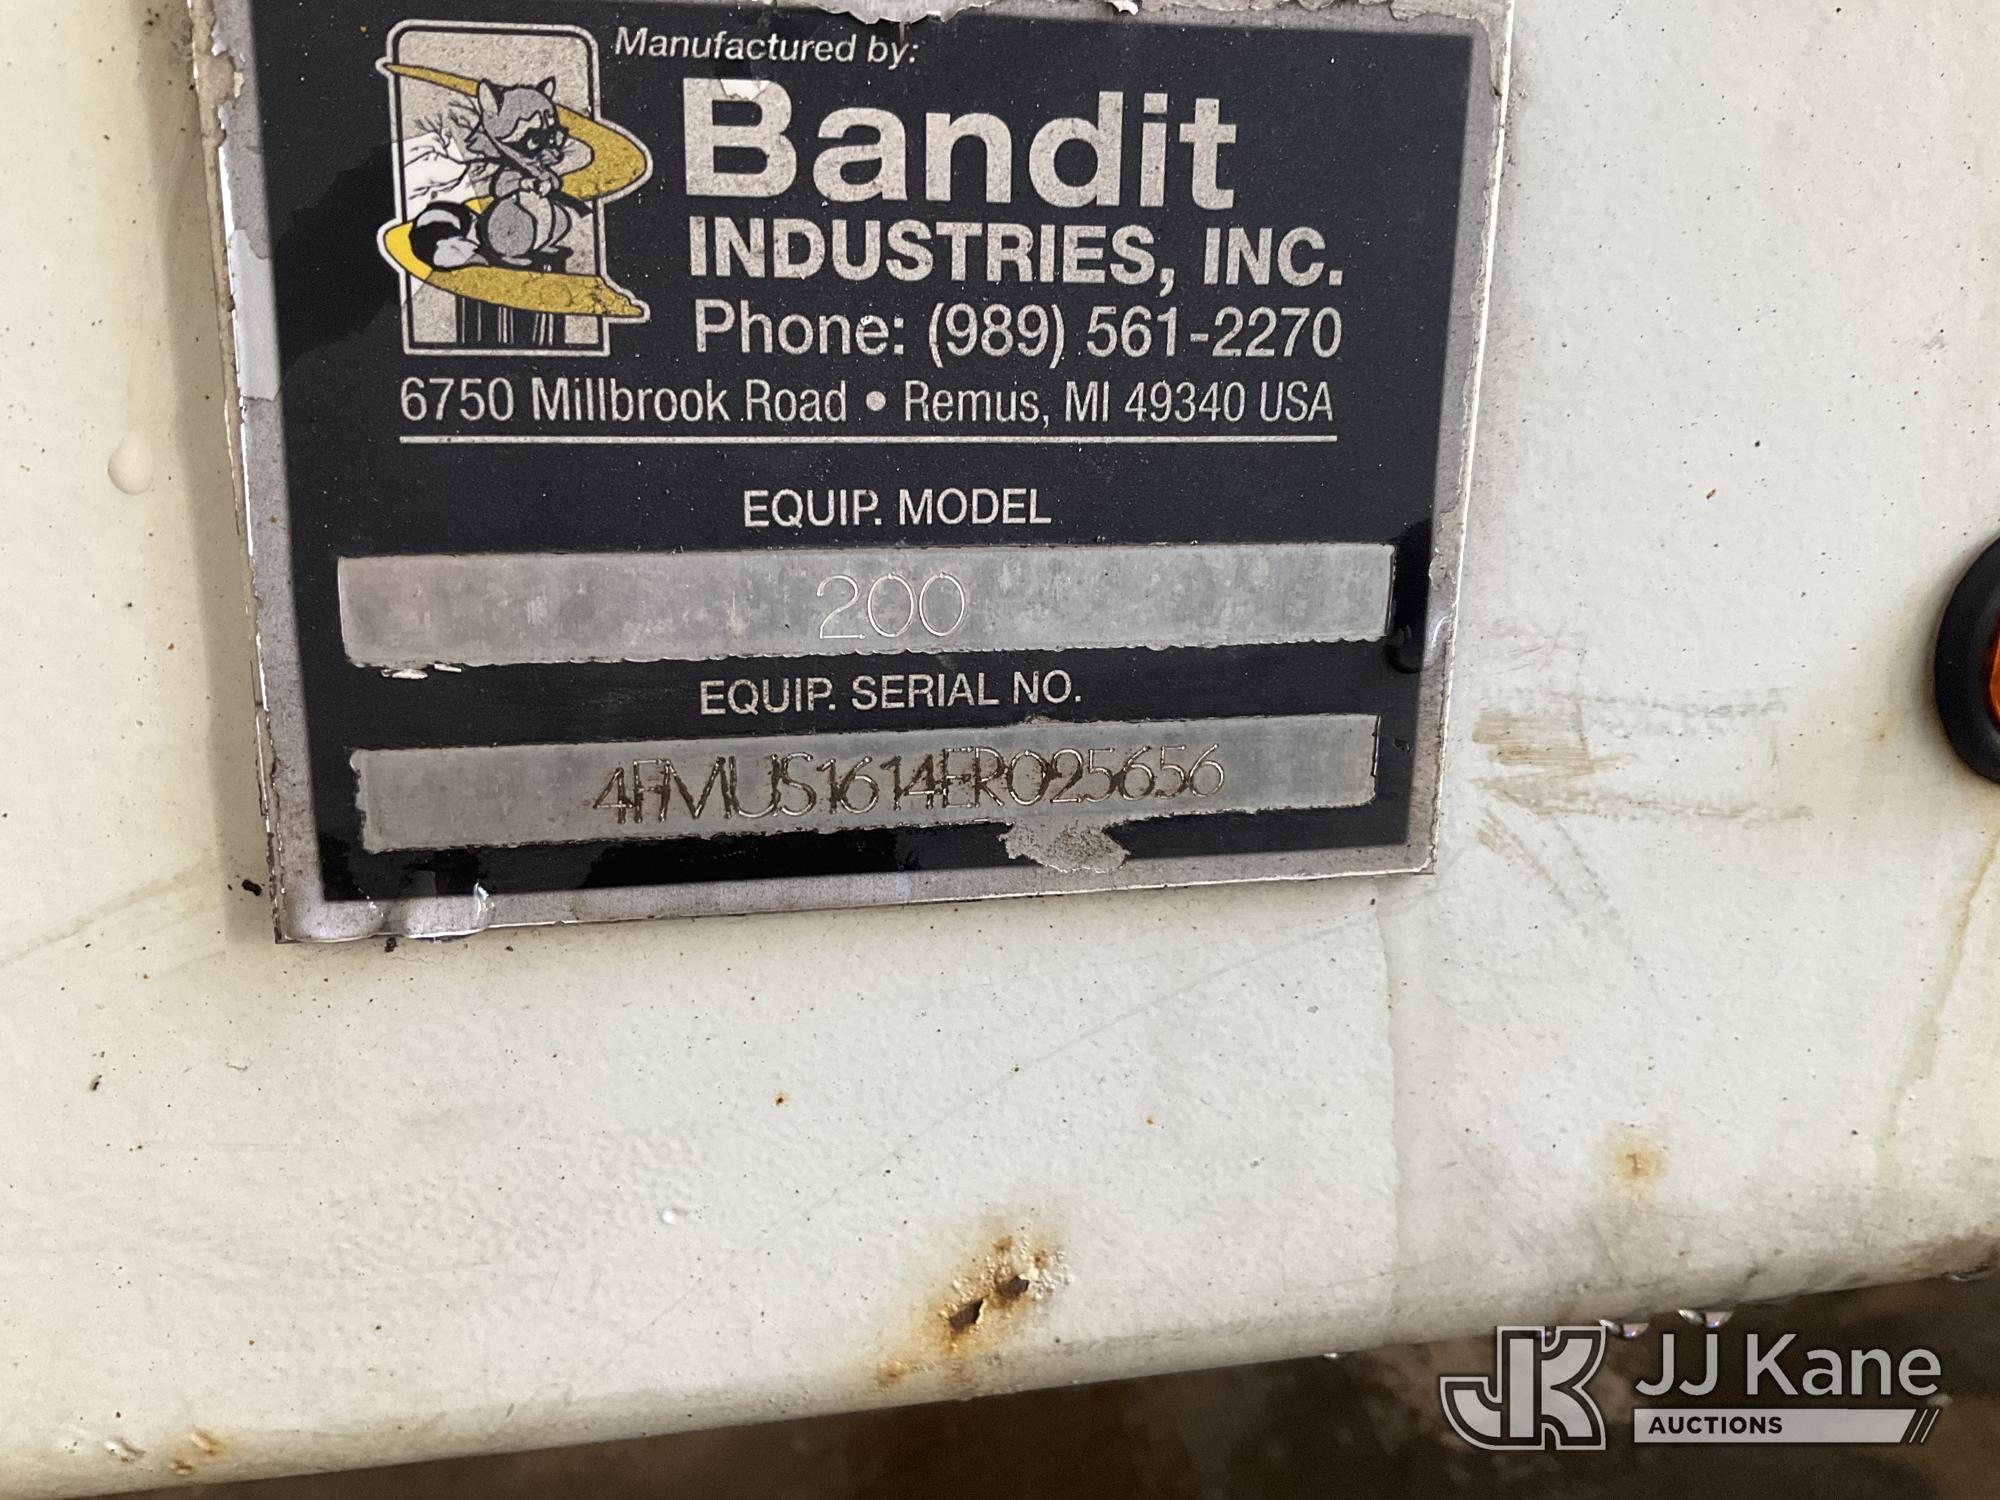 Manufactured by:
Bandit
INDUSTRIES, INC.
Phone: (989) 561-2270
6750 Millbrook Road • Remus, MI 49340 USA
EQUIP. MODEL
200
EQUIP. SERIAL NO.
4FMUS1614ER025656
JK JJ Kane
AUCTIONS